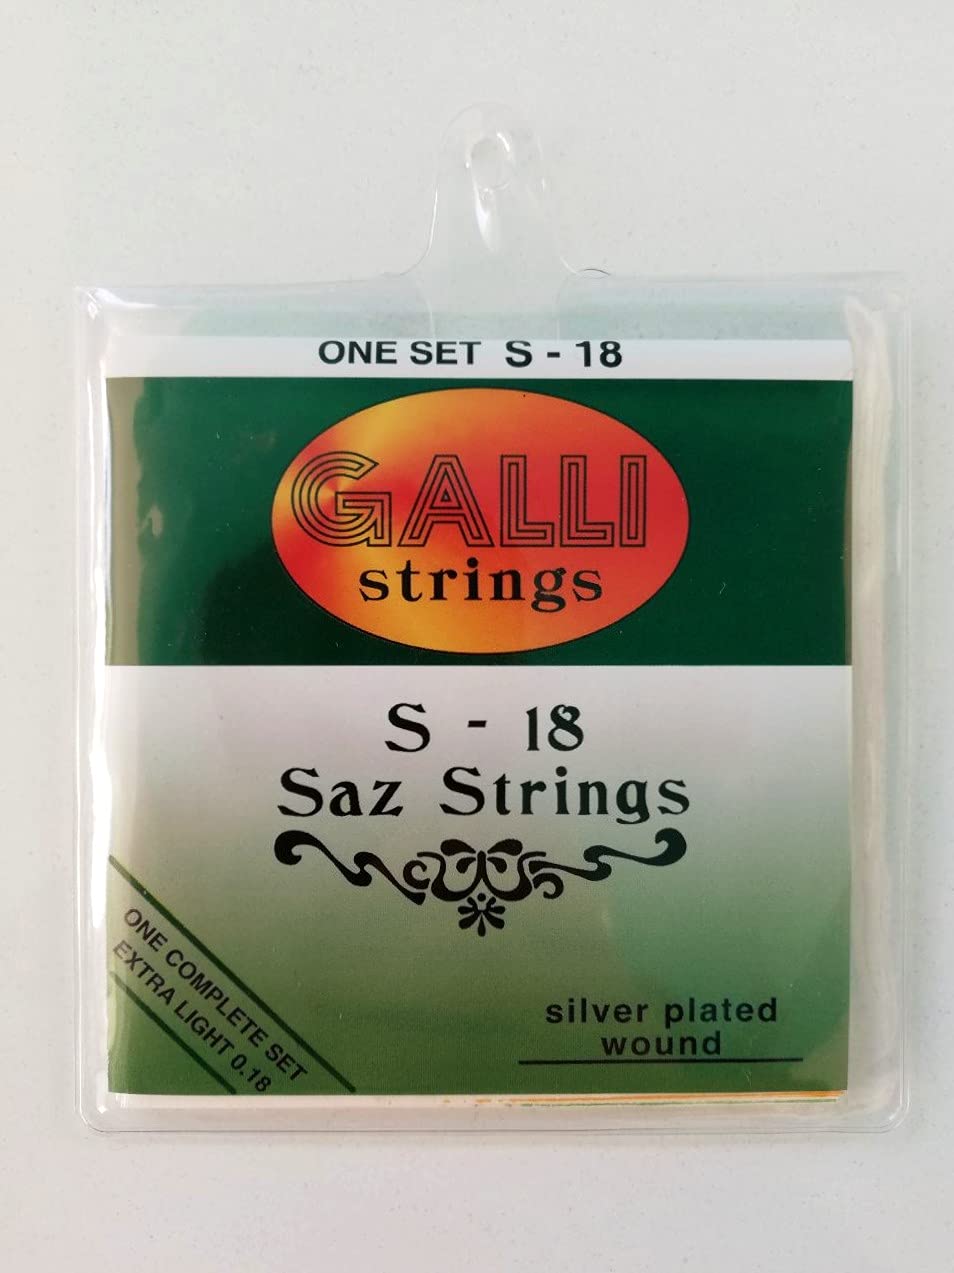 ONE SET S - 18
GALLI
strings
S - 18
Saz Strings
ONE COMPLETE SET
EXTRA LIGHT 0.18
silver plated
wound